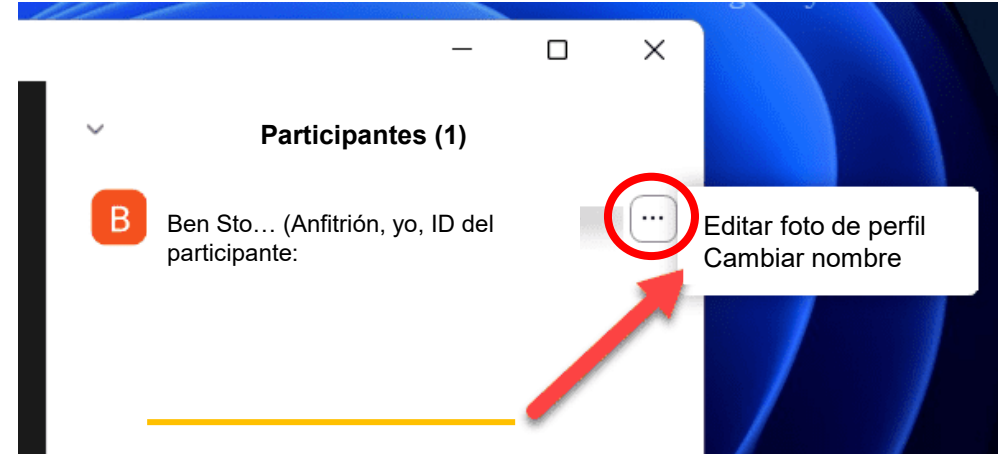 Participantes (1)
B
Ben Sto… (Anfitrión, yo, ID del
participante:
...
Editar foto de perfil
Cambiar nombre